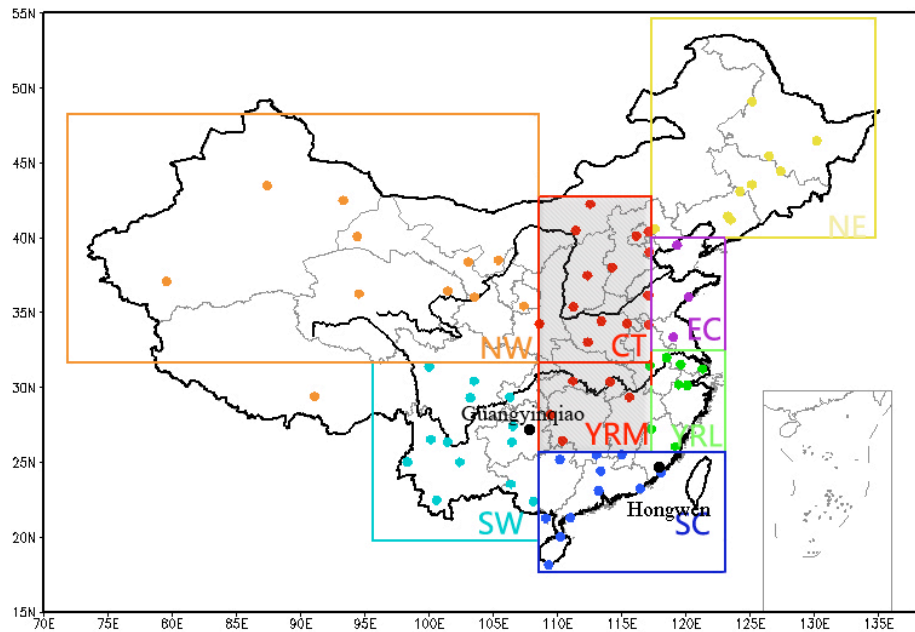 55N
50N
45N
40N
35N
30N
25N
20N
15N
NE
NW
CT
EC
Guangyinqiao
YRM
YRL
SW
Hongwen
SC
70E
75E
80E
85E
90E
95E
100E
105E
110E
115E
120E
125E
130E
135E